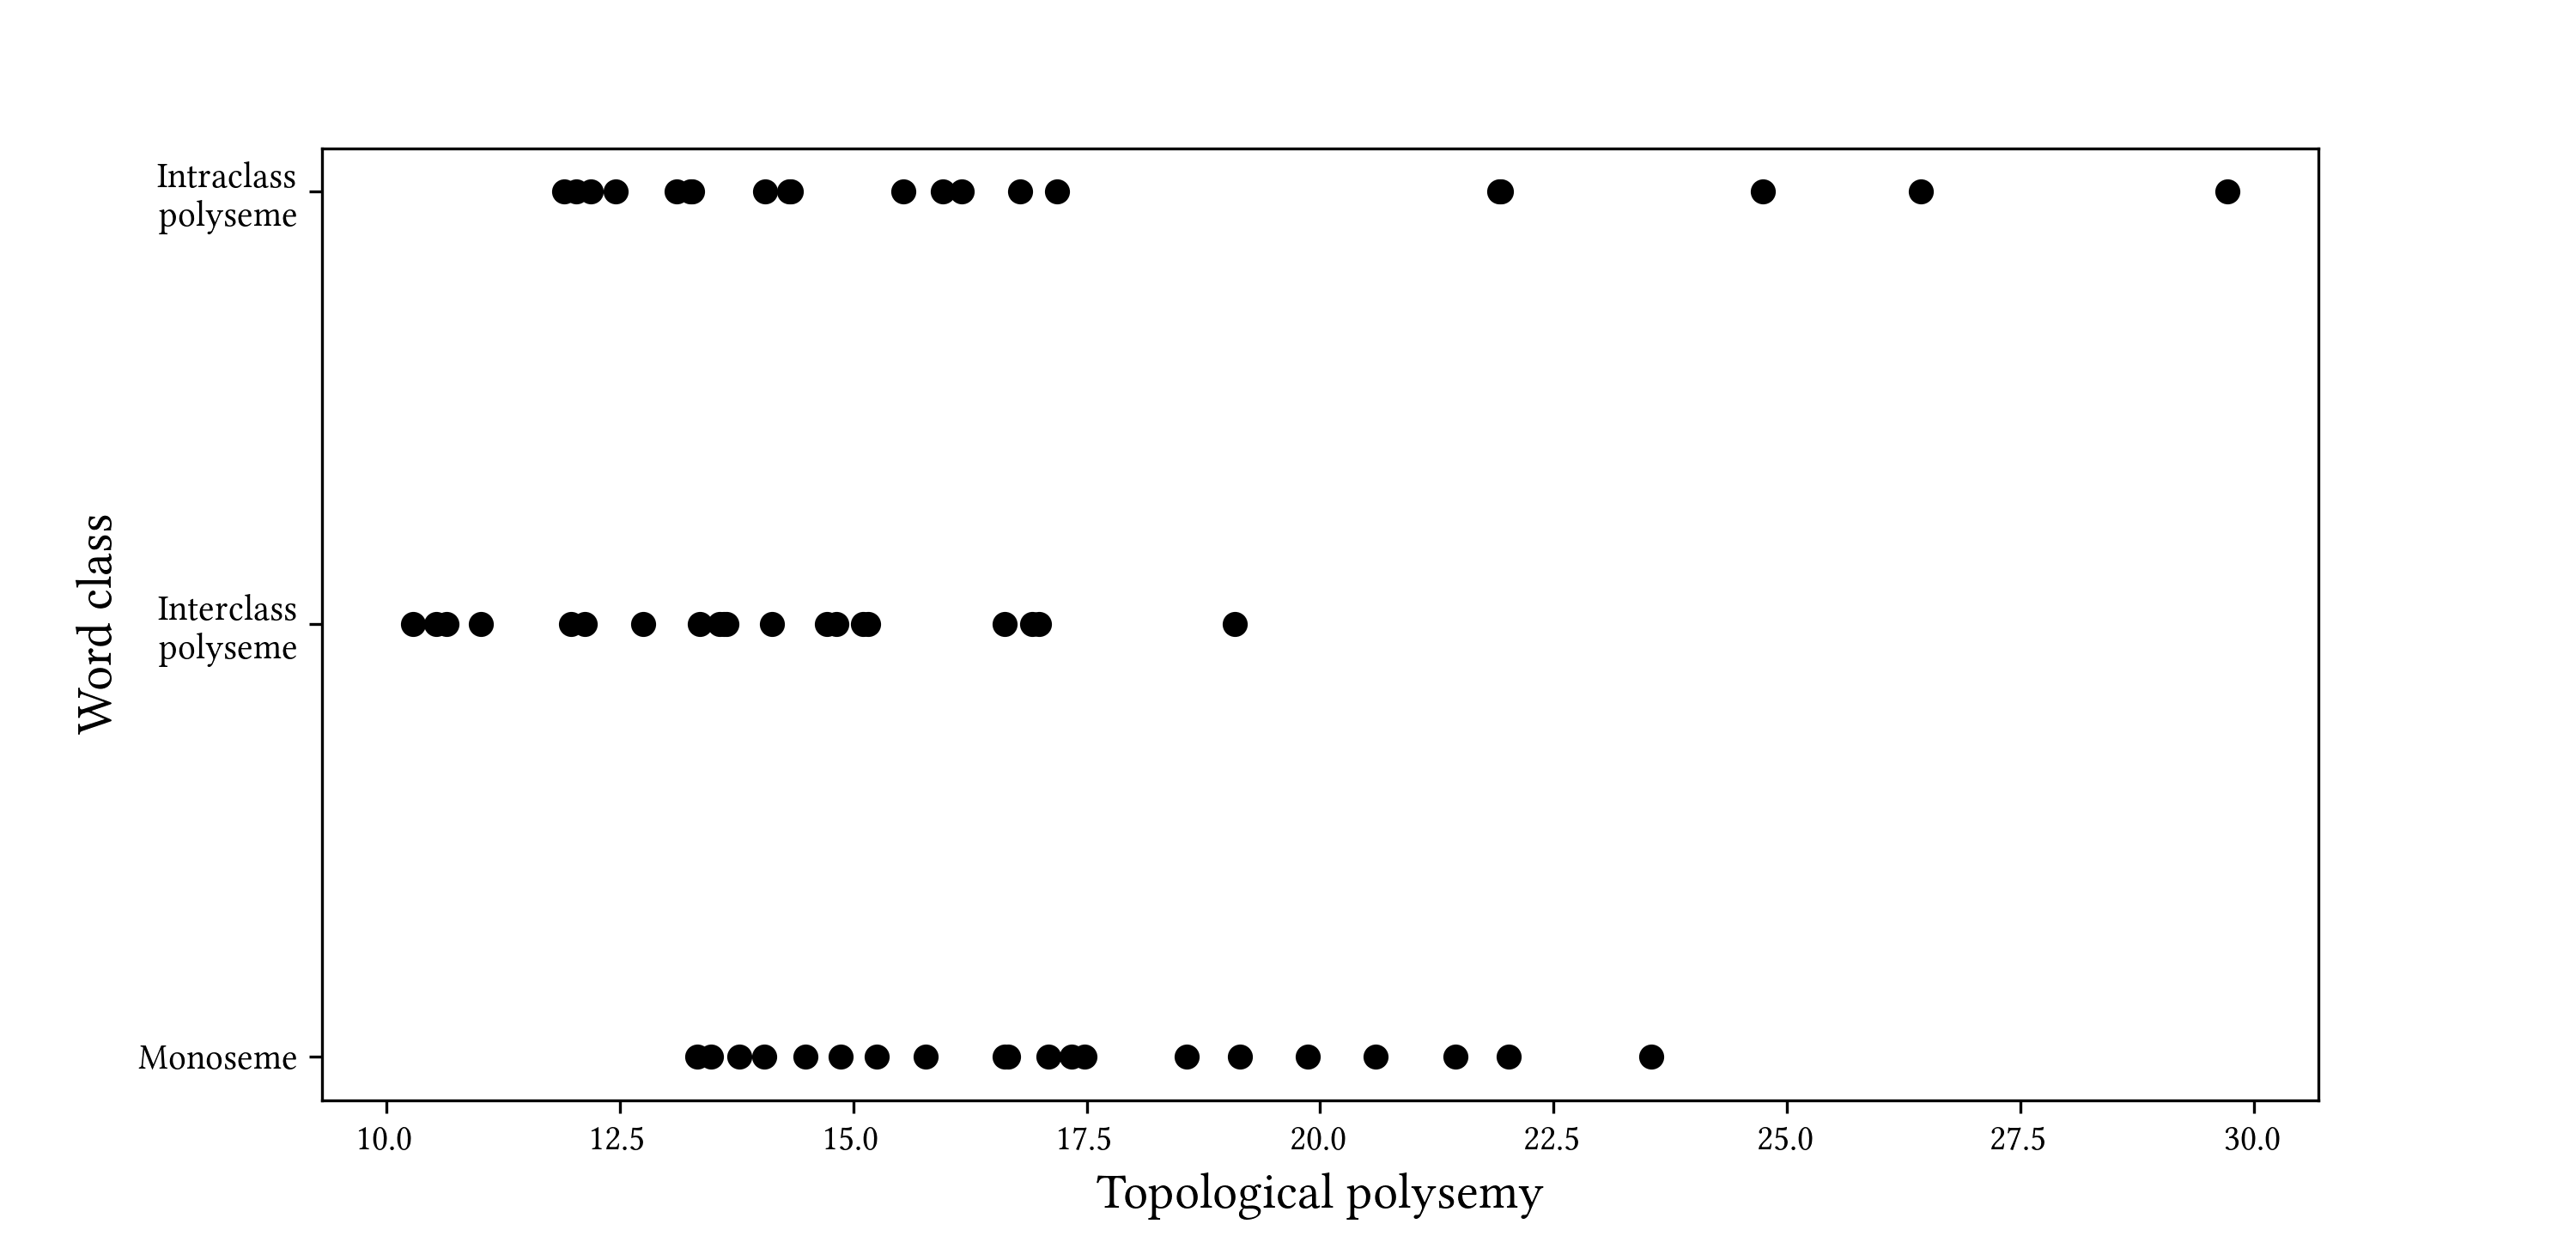 Intraclass
polyseme
Interclass
polyseme
Monoseme
Word class
10.0 12.5 15.0 17.5 20.0 22.5 25.0 27.5 30.0
Topological polysemy